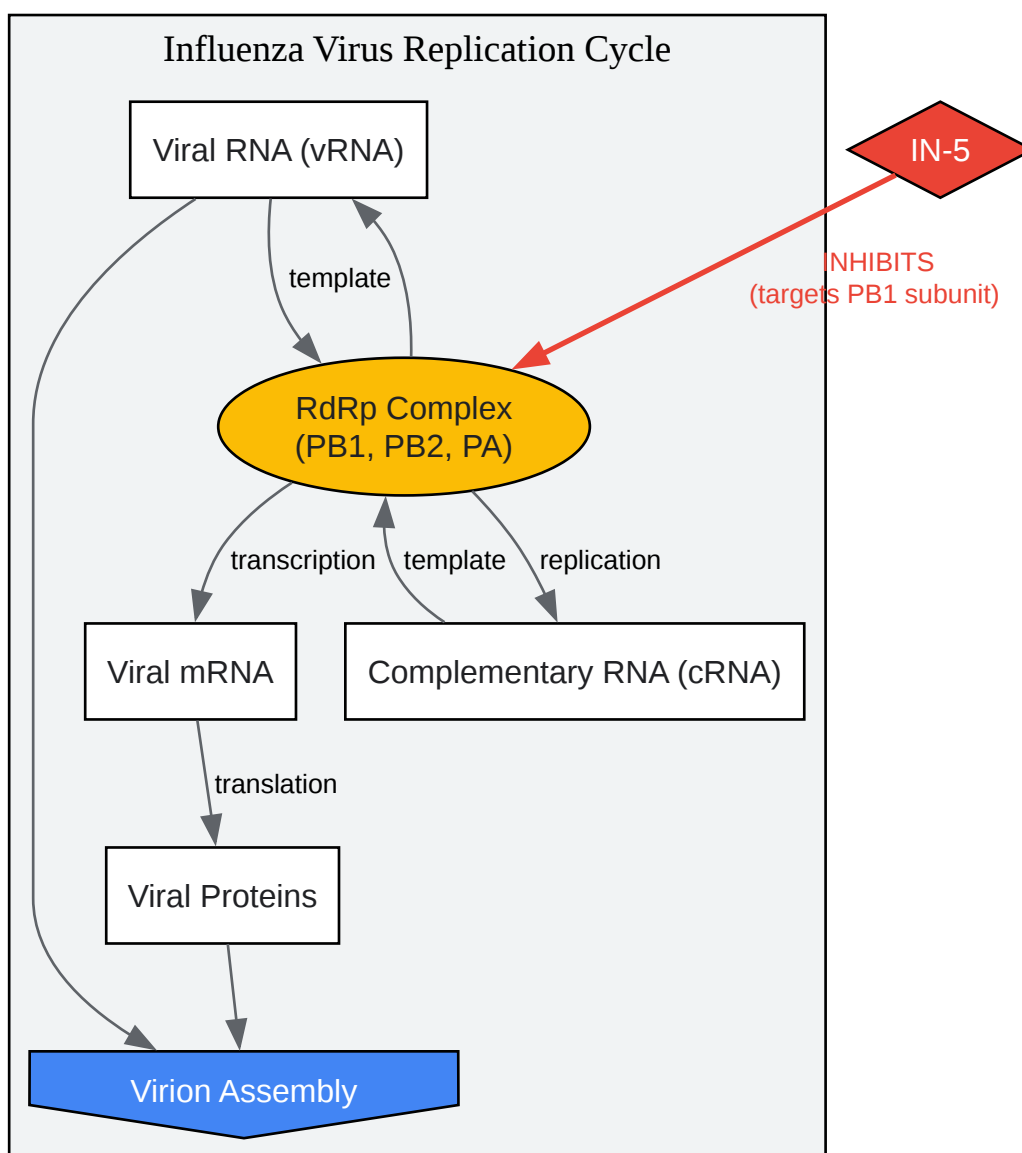 Influenza Virus Replication Cycle
Viral RNA (vRNA)
IN-5
template
INHIBITS
(targets PB1 subunit)
RdRp Complex
(PB1, PB2, PA)
transcription
template
replication
Viral mRNA
Complementary RNA (cRNA)
translation
Viral Proteins
Virion Assembly